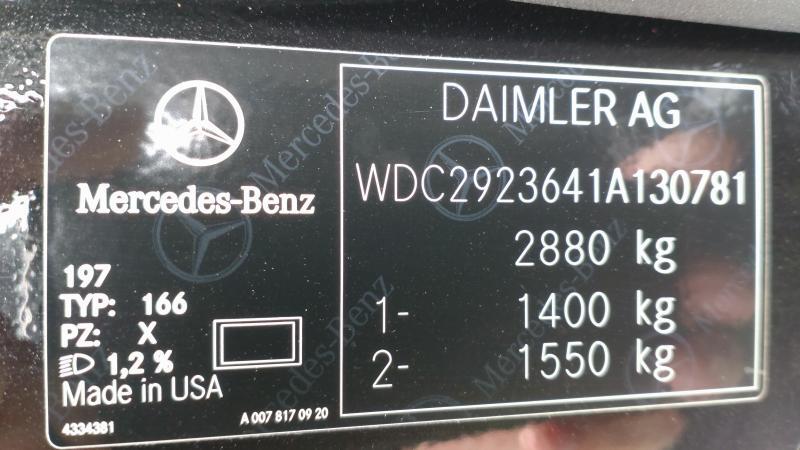 Mercedes-Benz
197
TYP: 166
PZ: X
1,2 %
Made in USA
4334381
A 007 817 09 20
DAIMLER AG
WDC2923641A130781
2880 kg
1- 1400 kg
2- 1550 kg